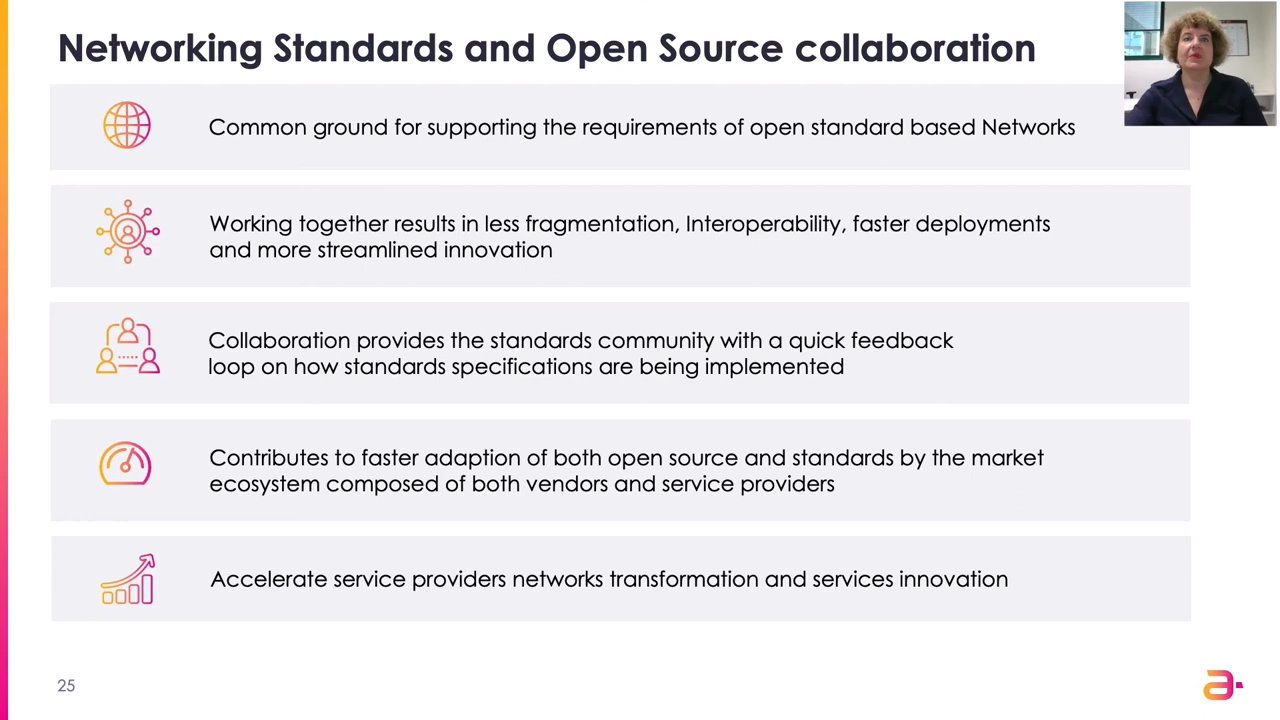 Networking Standards and Open Source collaboration
Common ground for supporting the requirements of open standard based Networks
Working together results in less fragmentation, Interoperability, faster deployments
and more streamlined innovation
Collaboration provides the standards community with a quick feedback
loop on how standards specifications are being implemented
Contributes to faster adaption of both open source and standards by the market
ecosystem composed of both vendors and service providers
Accelerate service providers networks transformation and services innovation
25
a